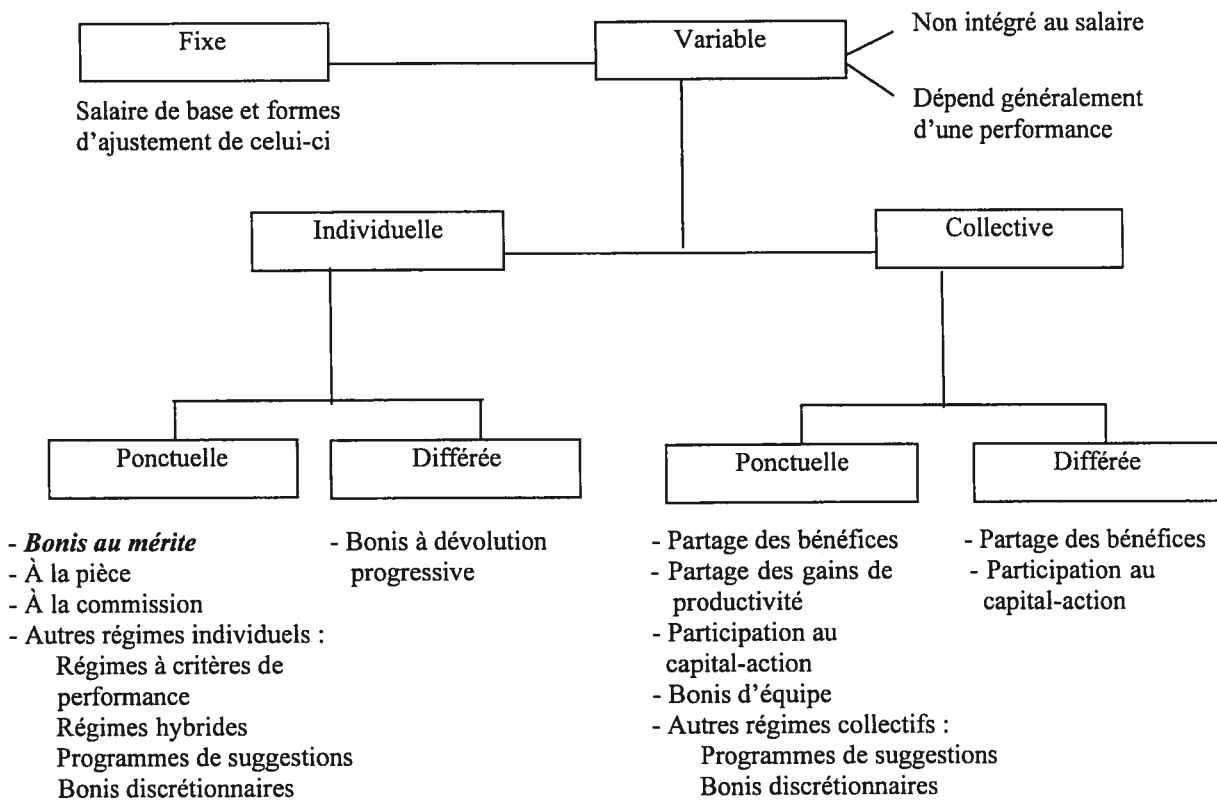 Fixe
Variable
Non intégré au salaire
Dépend généralement
d'une performance
Salaire de base et formes
d'ajustement de celui-ci
Individuelle
Collective
Ponctuelle
Différée
Ponctuelle
Différée
- Bonis au mérite
- À la pièce
- À la commission
- Autres régimes individuels :
Régimes à critères de
performance
Régimes hybrides
Programmes de suggestions
Bonis discrétionnaires
- Bonis à dévolution
progressive
- Partage des bénéfices
- Partage des gains de
productivité
- Participation au
capital-action
- Bonis d'équipe
- Autres régimes collectifs :
Programmes de suggestions
Bonis discrétionnaires
- Partage des bénéfices
- Participation au
capital-action